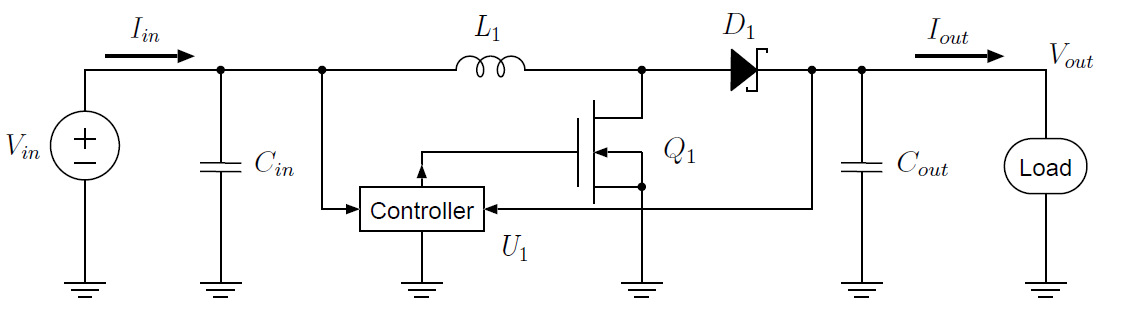 I_in
L_1
D_1
I_out
V_out
V_in
+
−
C_in
Q_1
C_out
Load
Controller
U_1